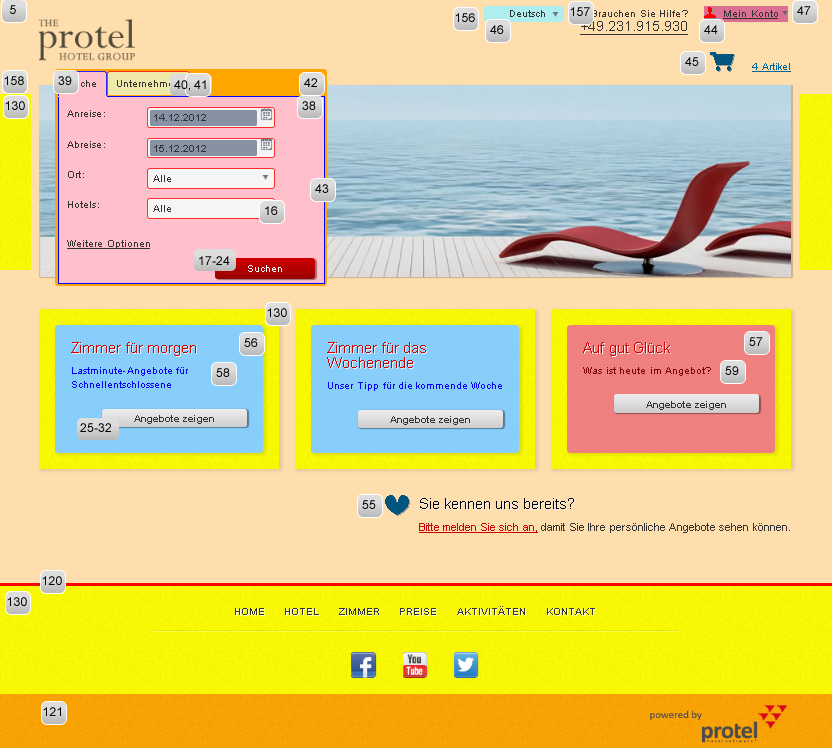 5
156
Deutsch
46
157
Brauchen Sie Hilfe?
+49.231.915.930
Mein Konto
47
44
THE
protel
HOTEL GROUP
45
4 Artikel
158
39
che
Unternehm
40, 41
42
130
38
Anreise:
14.12.2012
Abreise:
15.12.2012
Ort:
Alle
43
Hotels:
Alle
16
Weitere Optionen
17-24
Suchen
130
Zimmer für morgen
56
Lastminute-Angebote für
Schnellentschlossene
58
Angebote zeigen
25-32
Zimmer für das
Wochenende
Unser Tipp für die kommende Woche
Angebote zeigen
Auf gut Glück
57
Was ist heute im Angebot?
59
Angebote zeigen
55
Sie kennen uns bereits?
Bitte melden Sie sich an, damit Sie Ihre persönliche Angebote sehen können.
120
130
HOME HOTEL ZIMMER PREISE AKTIVITÄTEN KONTAKT
You
Tube
121
powered by
protel